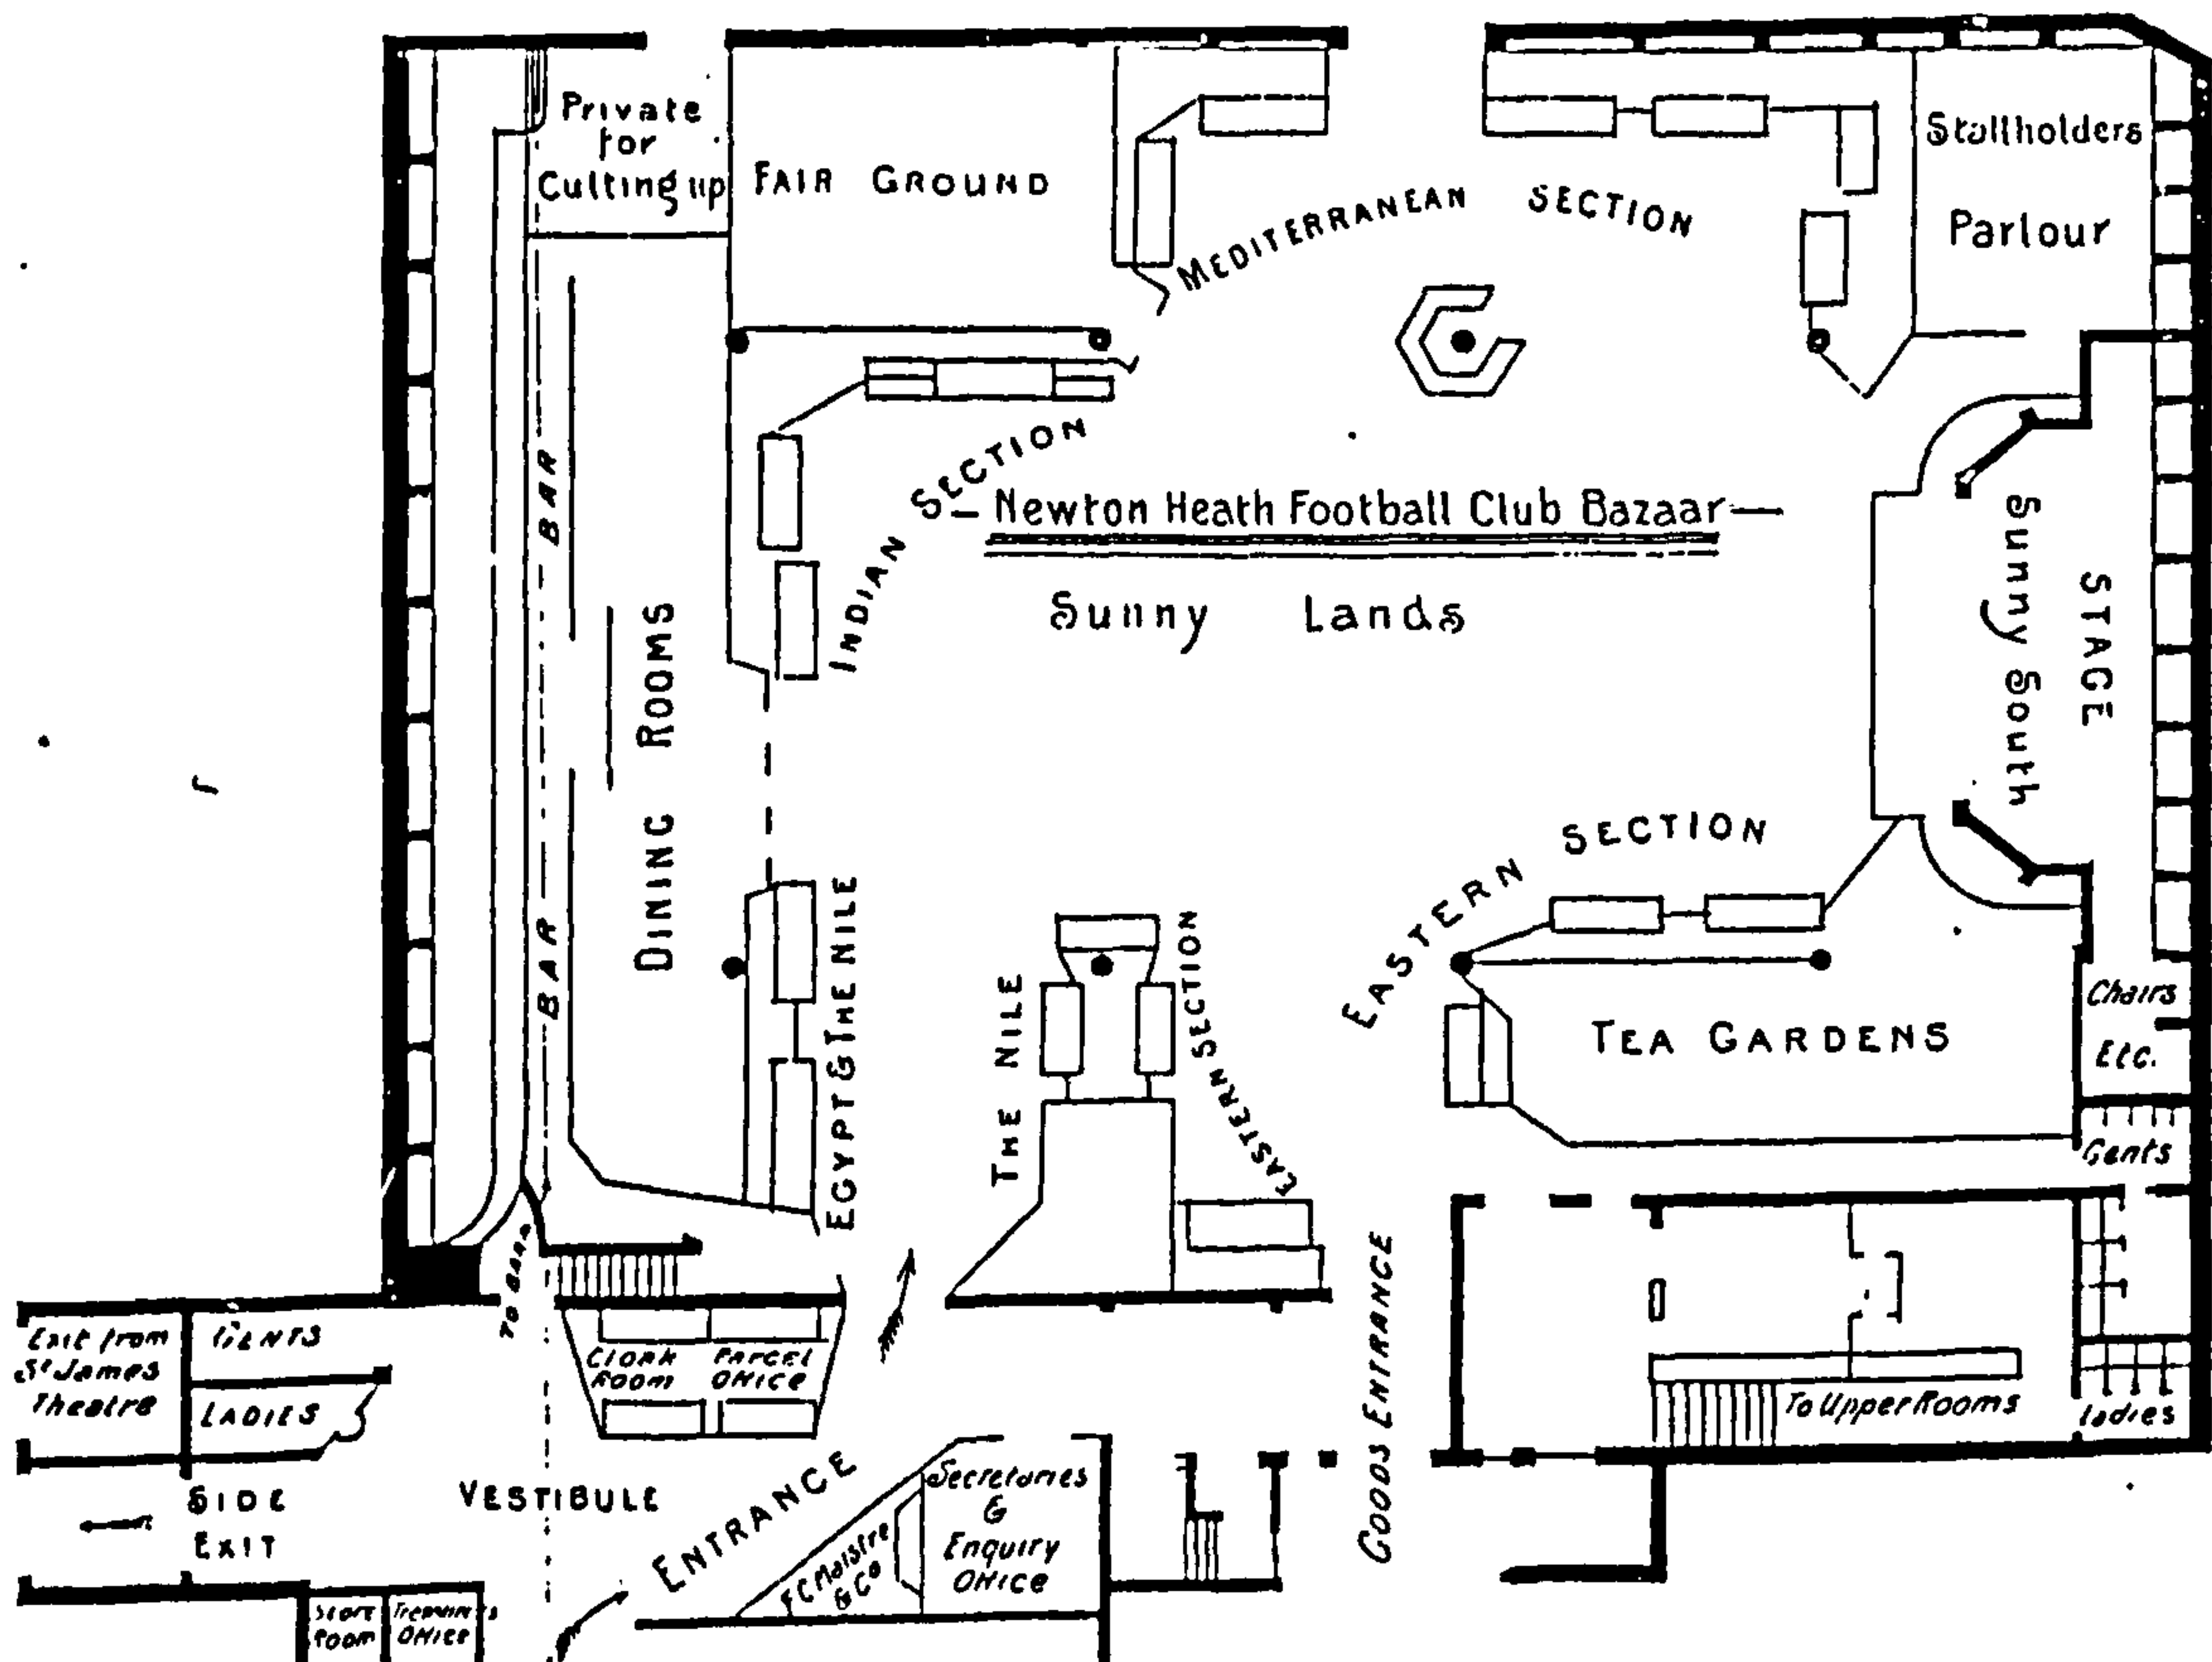 Private
for
Cutting up
FAIR GROUND
MEDITERRANEAN SECTION
Stallholders
Parlour
INDIAN SECTION
— Newton Heath Football Club Bazaar —
Sunny Lands
Sunny South
STAGE
BAR
BAR
DINING ROOMS
EGYPT & THE NILE
THE NILE
EASTERN SECTION
EASTERN SECTION
TEA GARDENS
Chairs
Etc.
Gents
TO BAR
GOODS ENTRANCE
Exit from
St James
Theatre
GENTS
LADIES
CLOAK
ROOM
PARCEL
OFFICE
To Upper Rooms
Ladies
SIDE
EXIT
VESTIBULE
ENTRANCE
& Co
Secretaries
&
Enquiry
Office
Store
Room
Office